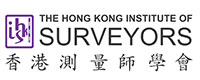 THE HONG KONG INSTITUTE OF
SURVEYORS
香港測量師學會